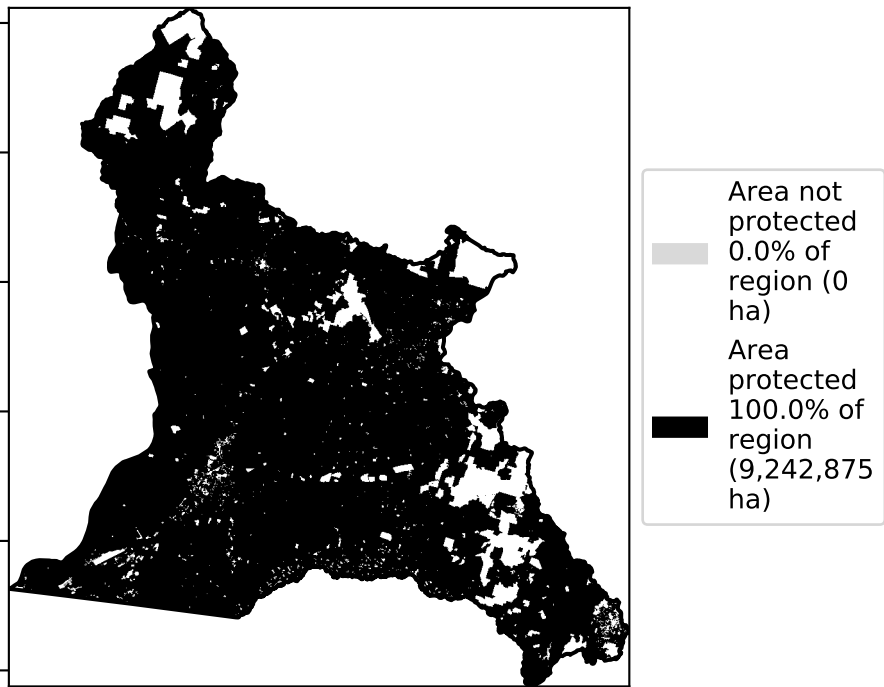 Area not
protected
0.0% of
region (0
ha)
Area
protected
100.0% of
region
(9,242,875
ha)